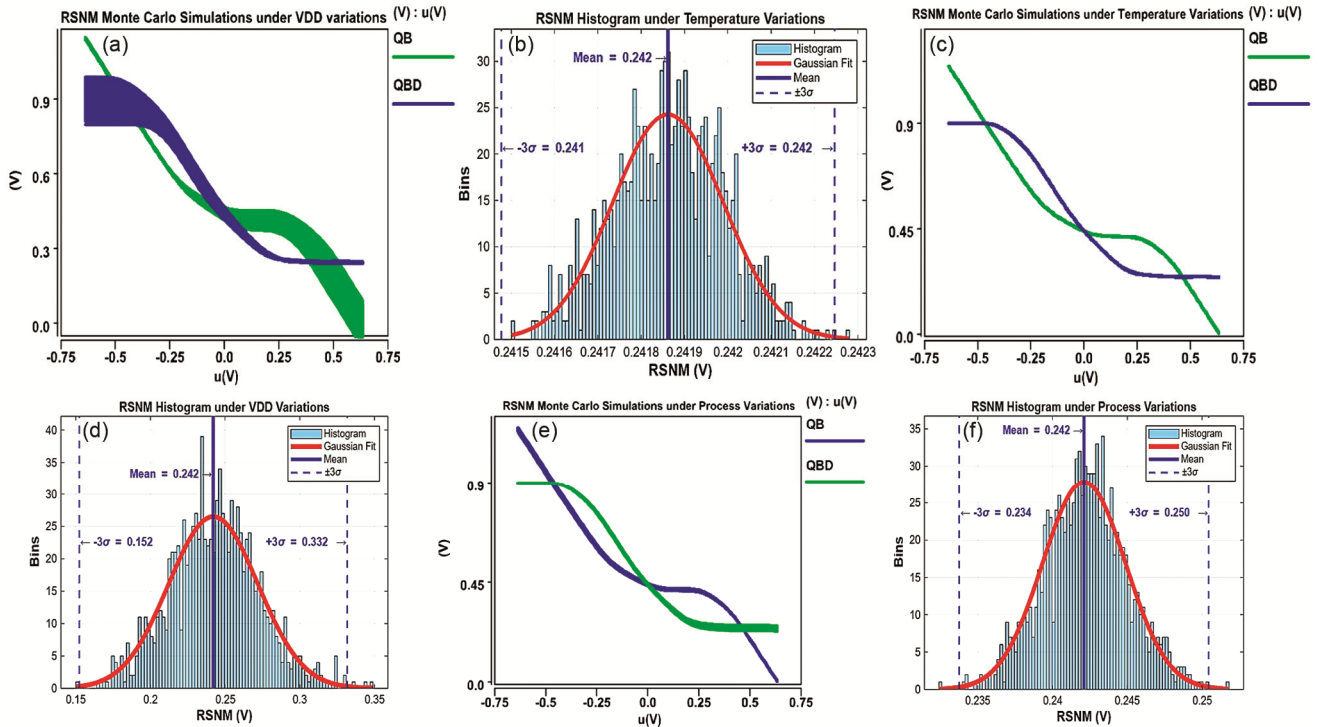 RSNM Monte Carlo Simulations under VDD variations
(V) : u(V)
(a)
QB
QBD
0.9
0.6
0.3
0.0
(V)
-0.75 -0.5 -0.25 0.0 0.25 0.5 0.75
u(V)
RSNM Histogram under Temperature Variations
(b)
Mean = 0.242
Histogram
Gaussian Fit
Mean
±3σ
-3σ = 0.241
+3σ = 0.242
30
25
20
15
10
5
0
Bins
0.2415 0.2416 0.2417 0.2418 0.2419 0.242 0.2421 0.2422 0.2423
RSNM (V)
RSNM Monte Carlo Simulations under Temperature Variations
(V) : u(V)
(c)
QB
QBD
0.9
0.45
0.0
(V)
-0.75 -0.5 -0.25 0.0 0.25 0.5 0.75
u(V)
RSNM Histogram under VDD Variations
(d)
Mean = 0.242
Histogram
Gaussian Fit
Mean
±3σ
-3σ = 0.152
+3σ = 0.332
40
35
30
25
20
15
10
5
0
Bins
0.15 0.2 0.25 0.3 0.35
RSNM (V)
RSNM Monte Carlo Simulations under Process Variations
(V) : u(V)
(e)
QB
QBD
0.9
0.45
0.0
(V)
-0.75 -0.5 -0.25 0.0 0.25 0.5 0.75
u(V)
RSNM Histogram under Process Variations
(f)
Mean = 0.242
Histogram
Gaussian Fit
Mean
±3σ
-3σ = 0.234
+3σ = 0.250
35
30
25
20
15
10
5
0
Bins
0.235 0.24 0.245 0.25
RSNM (V)